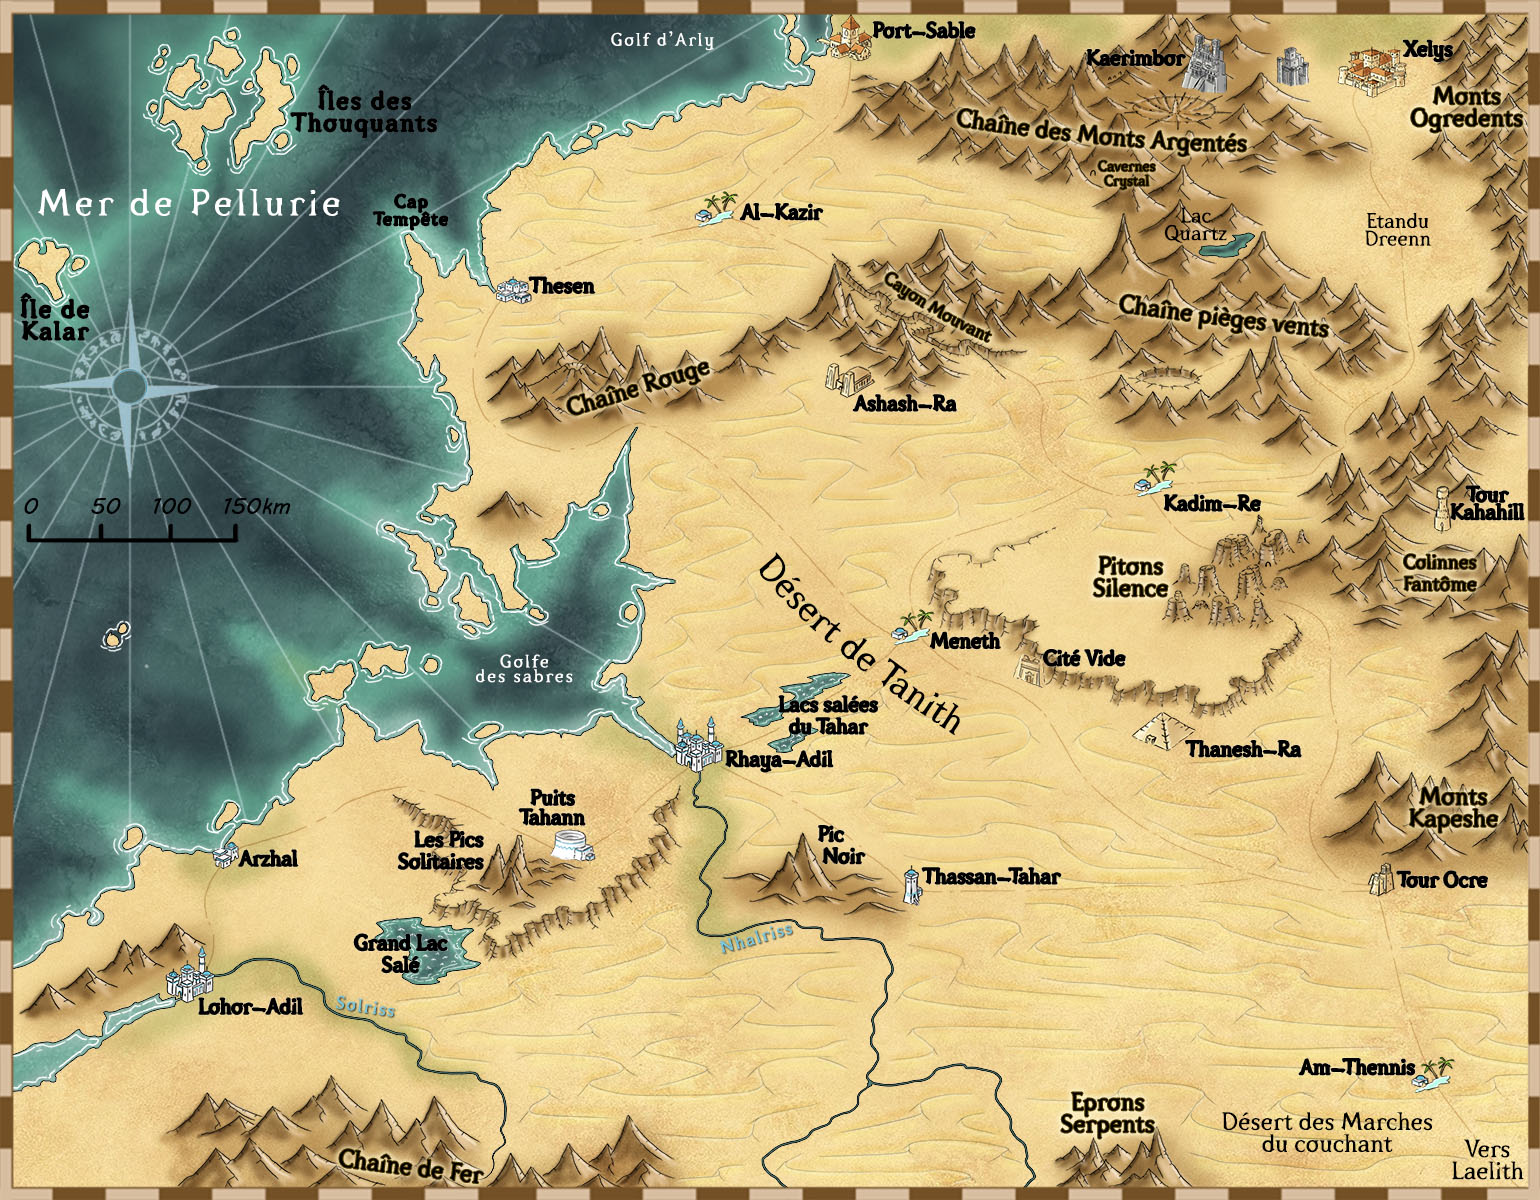 Golf d'Arly
Port–Sable
Kaerimbor
Xelys
Monts
Ogredents
Îles des
Thouquants
Chaîne des Monts Argentés
Cavernes
Crystal
Mer de Pellurie
Cap
Tempête
Al–Kazir
Lac
Quartz
Etandu
Dreenn
Île de
Kalar
Thesen
Cayon Mouvant
Chaîne pièges vents
Chaîne Rouge
Ashash–Ra
0 50 100 150km
Kadim–Re
Tour
Kahahill
Pitons
Silence
Colinnes
Fantôme
Désert de Tanith
Meneth
Cité Vide
Golfe
des sabres
Lacs salées
du Tahar
Thanesh–Ra
Rhaya–Adil
Puits
Tahann
Les Pics
Solitaires
Pic
Noir
Monts
Kapeshe
Arzhal
Thassan–Tahar
Tour Ocre
Nhalriss
Grand Lac
Salé
Lohor–Adil
Solriss
Am–Thennis
Eprons
Serpents
Désert des Marches
du couchant
Vers
Laelith
Chaîne de Fer